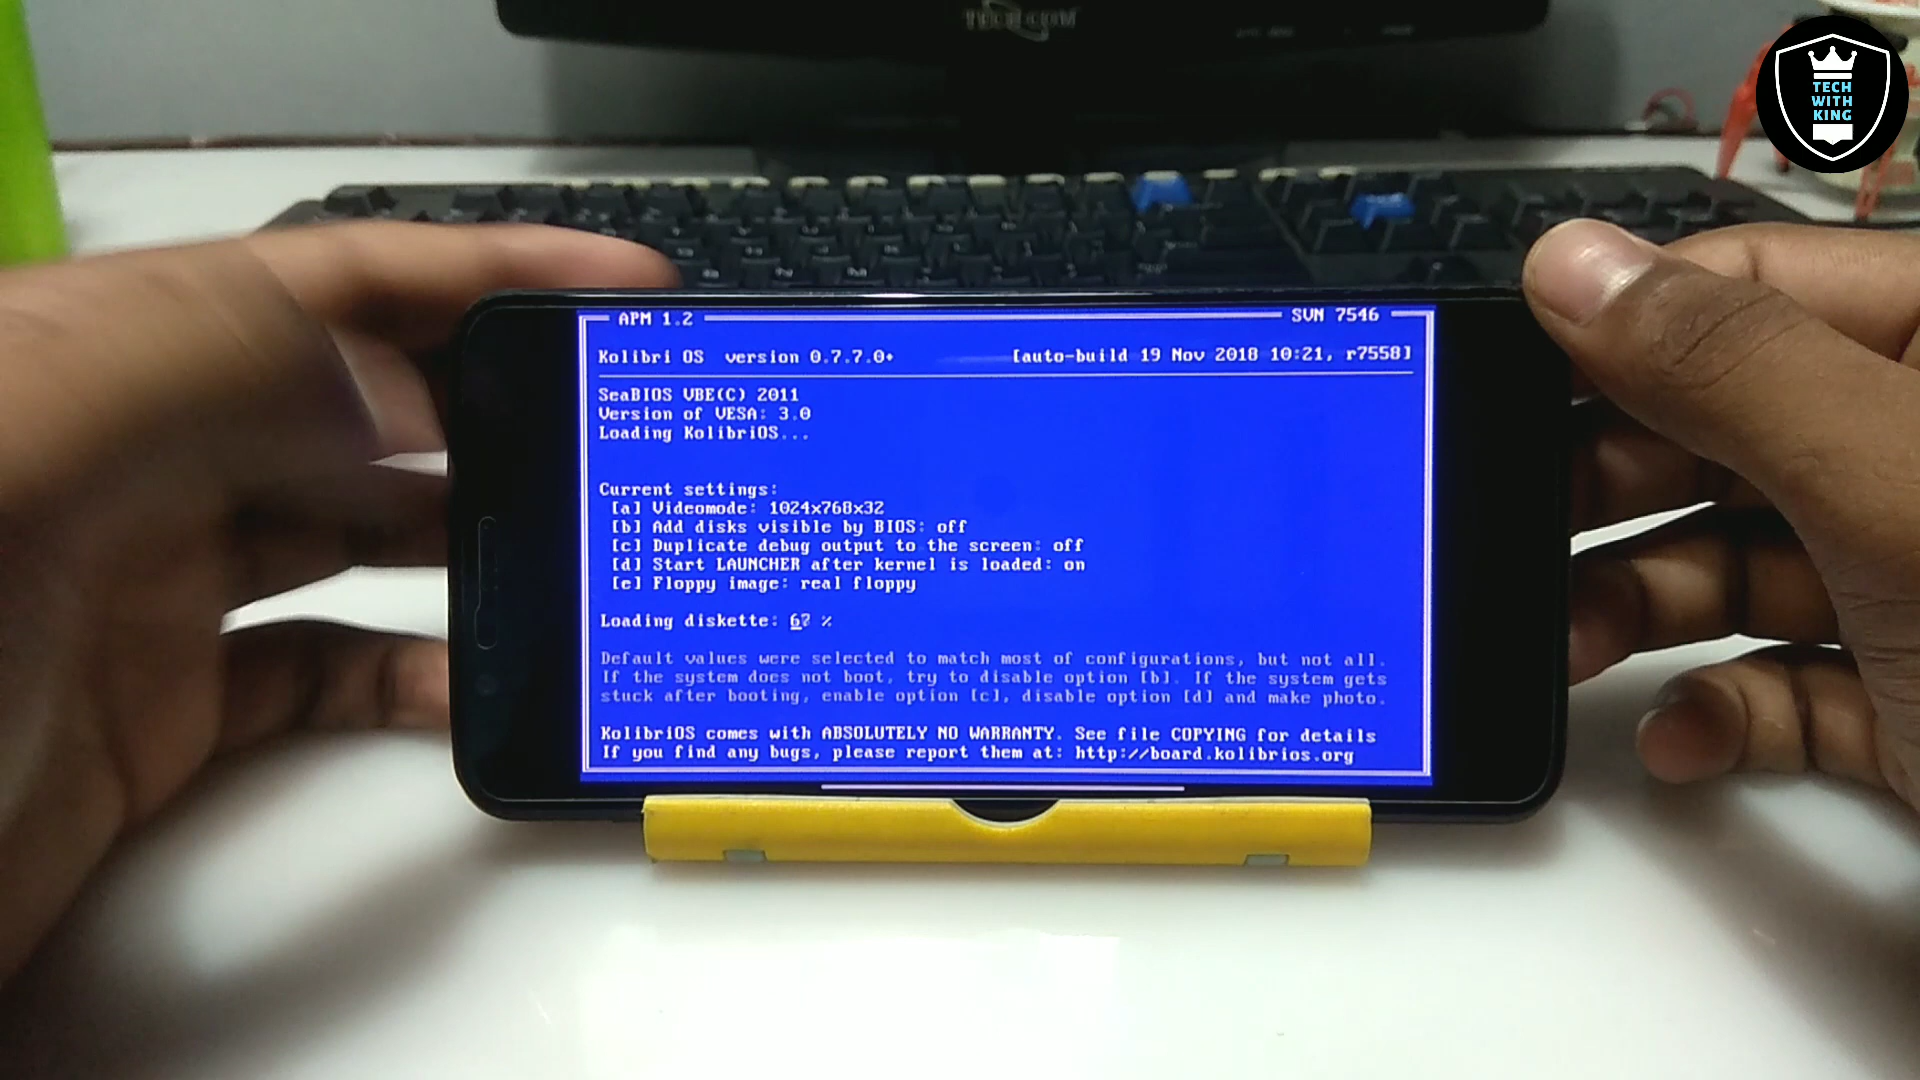 TECH-COM
TECH
WITH
KING
APM 1.2
SVN 7546
Kolibri OS version 0.7.7.0+
[auto-build 19 Nov 2018 10:21, r7558]
SeaBIOS VBE(C) 2011
Version of VESA: 3.0
Loading KolibriOS...
Current settings:
[a] Videomode: 1024x768x32
[b] Add disks visible by BIOS: off
[c] Duplicate debug output to the screen: off
[d] Start LAUNCHER after kernel is loaded: on
[e] Floppy image: real floppy
Loading diskette: 67 %
Default values were selected to match most of configurations, but not all.
If the system does not boot, try to disable option [b]. If the system gets
stuck after booting, enable option [c], disable option [d] and make photo.
KolibriOS comes with ABSOLUTELY NO WARRANTY. See file COPYING for details
If you find any bugs, please report them at: http://board.kolibrios.org